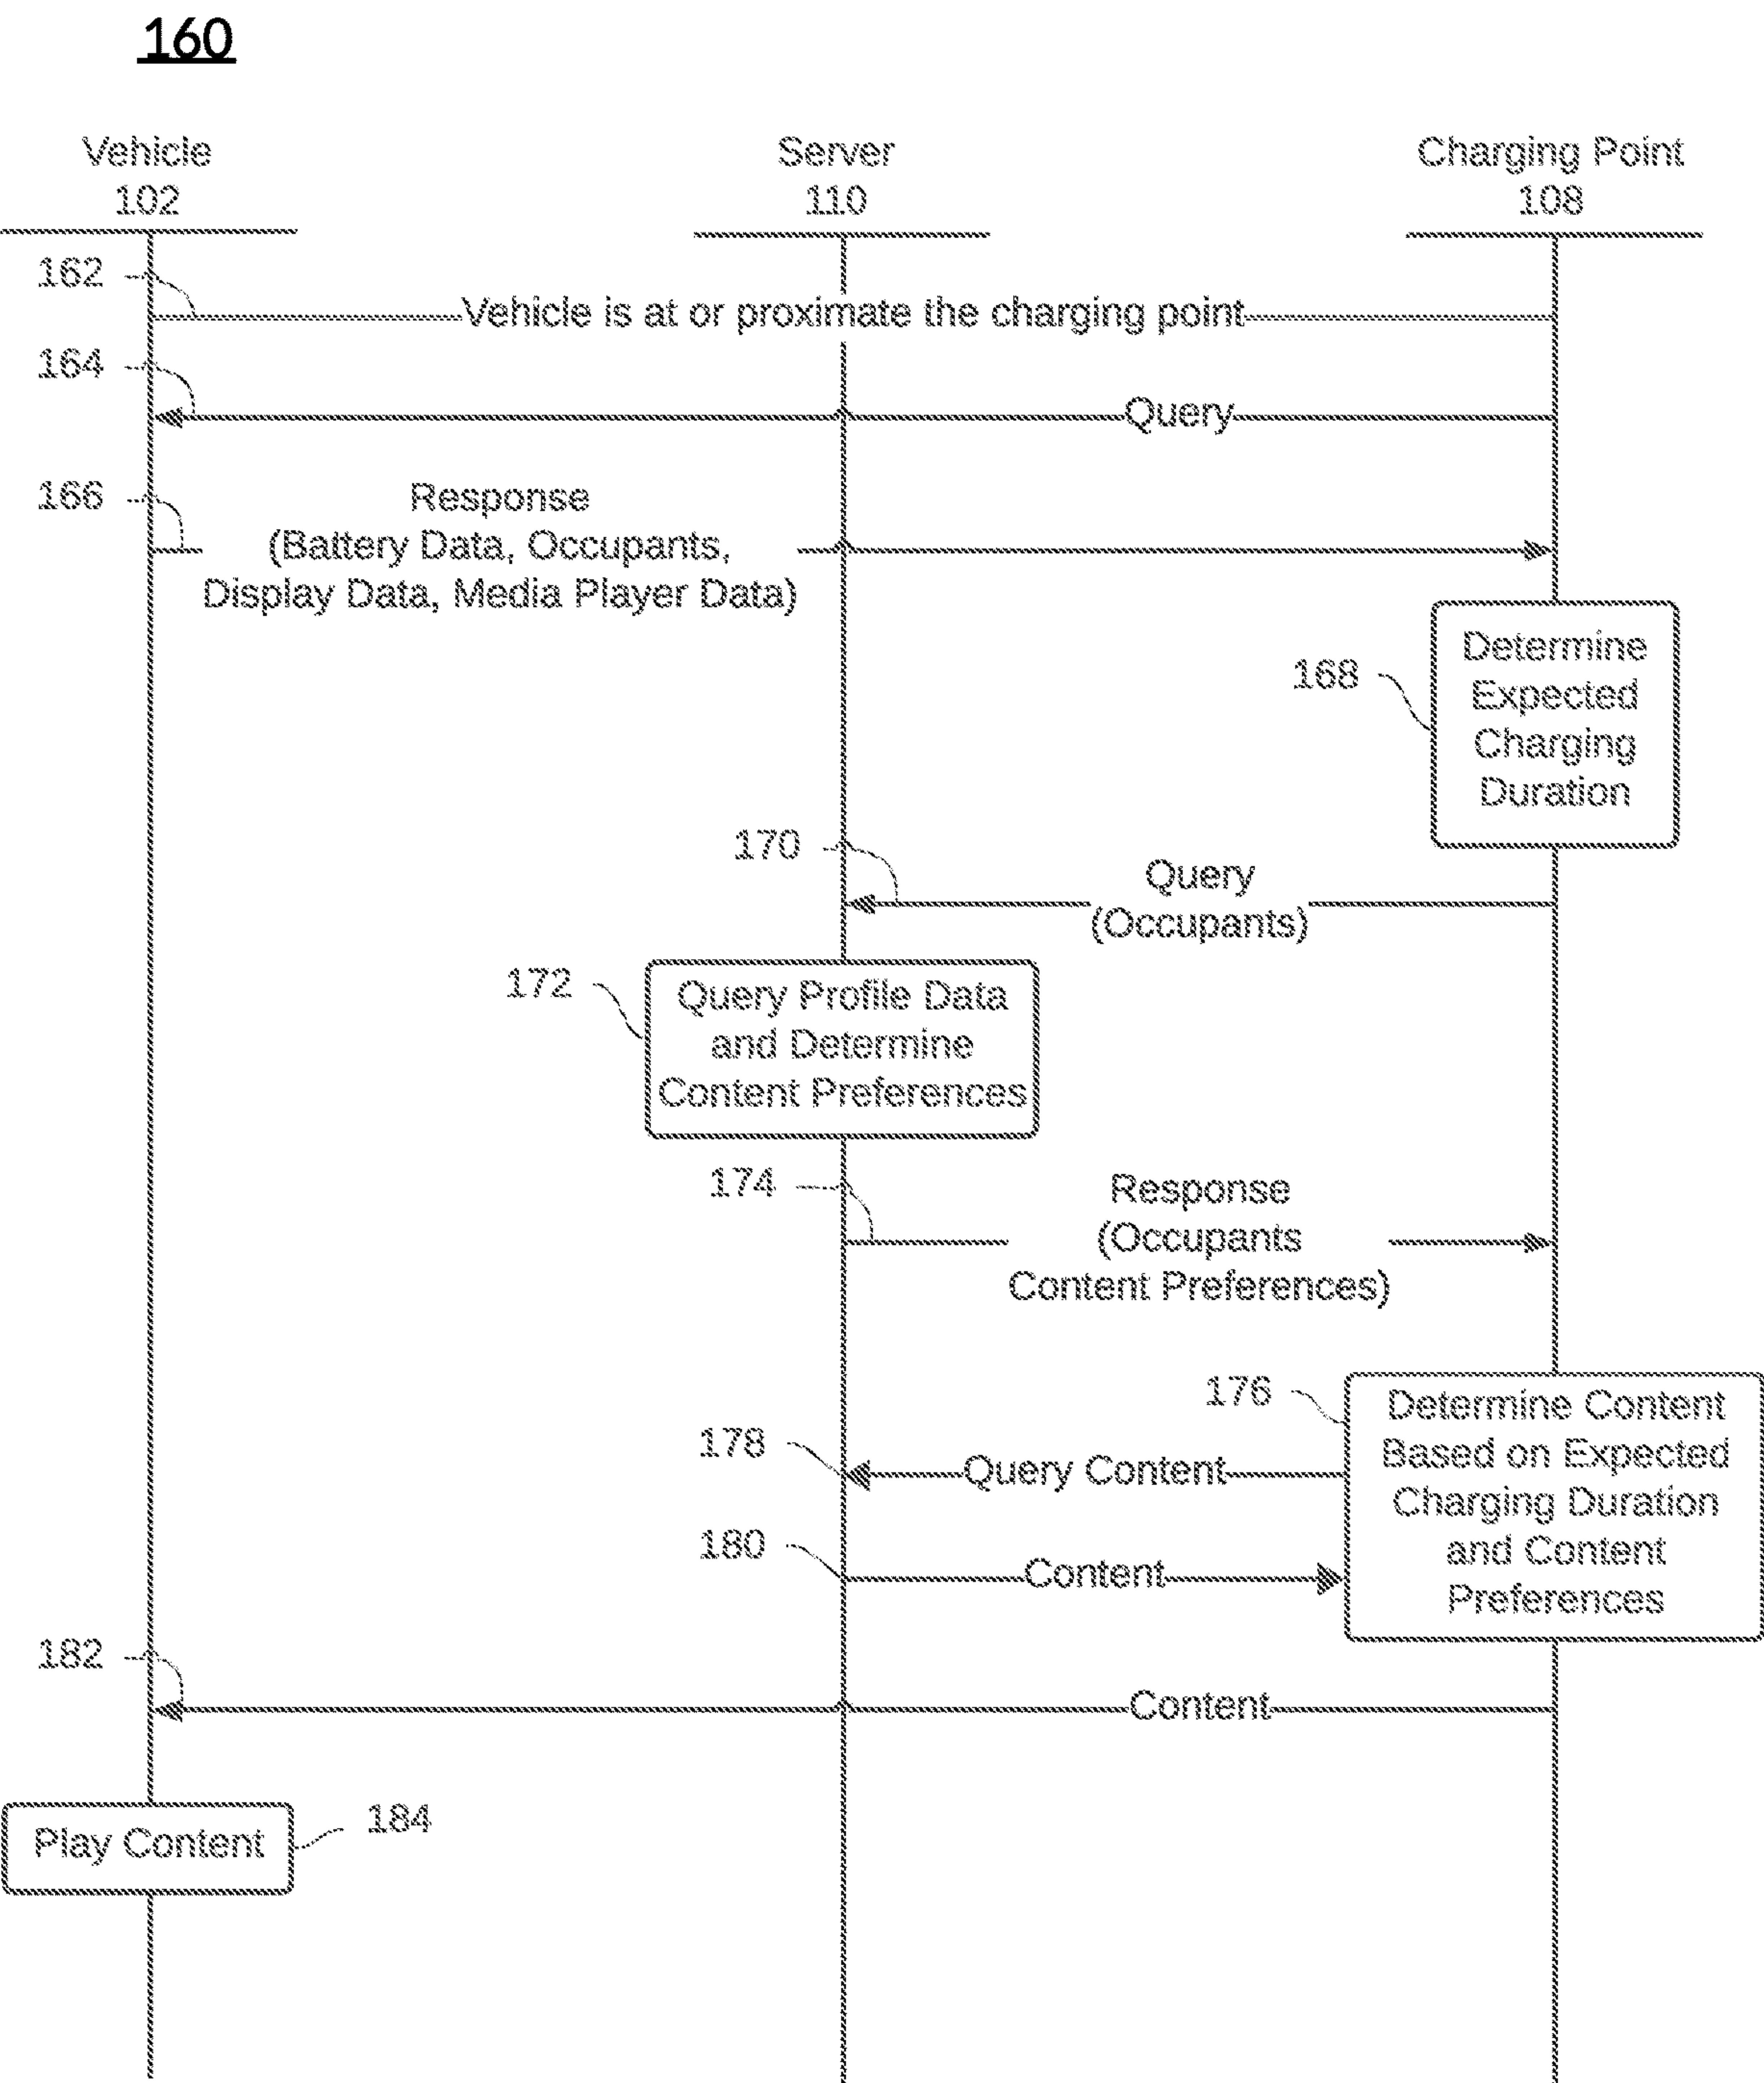 160
Vehicle
102
Server
110
Charging Point
108
162
Vehicle is at or proximate the charging point
164
Query
166
Response
(Battery Data, Occupants,
Display Data, Media Player Data)
168
Determine
Expected
Charging
Duration
170
Query
(Occupants)
172
Query Profile Data
and Determine
Content Preferences
174
Response
(Occupants
Content Preferences)
176
Determine Content
Based on Expected
Charging Duration
and Content
Preferences
178
Query Content
180
Content
182
Content
Play Content
184